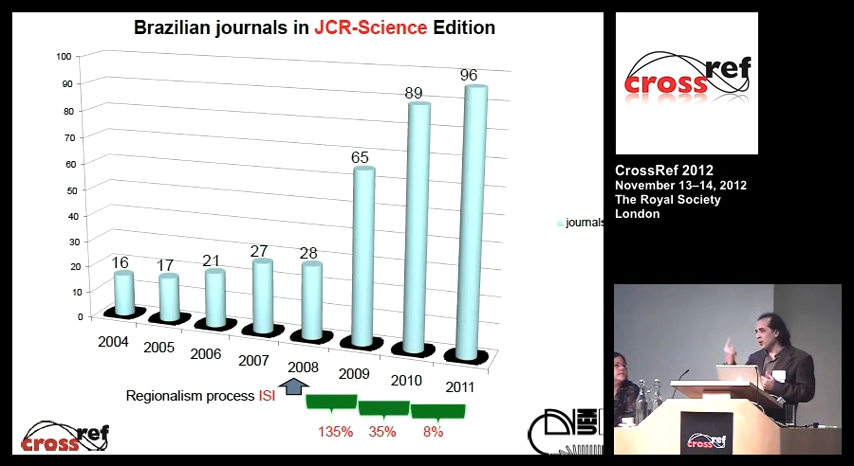 Brazilian journals in JCR-Science Edition
100
90
80
70
60
50
40
30
20
10
0
16
17
21
27
28
65
89
96
2004
2005
2006
2007
2008
2009
2010
2011
journals
Regionalism process ISI
135%
35%
8%
crossref
UEM
crossref
CrossRef 2012
November 13–14, 2012
The Royal Society
London
crossref